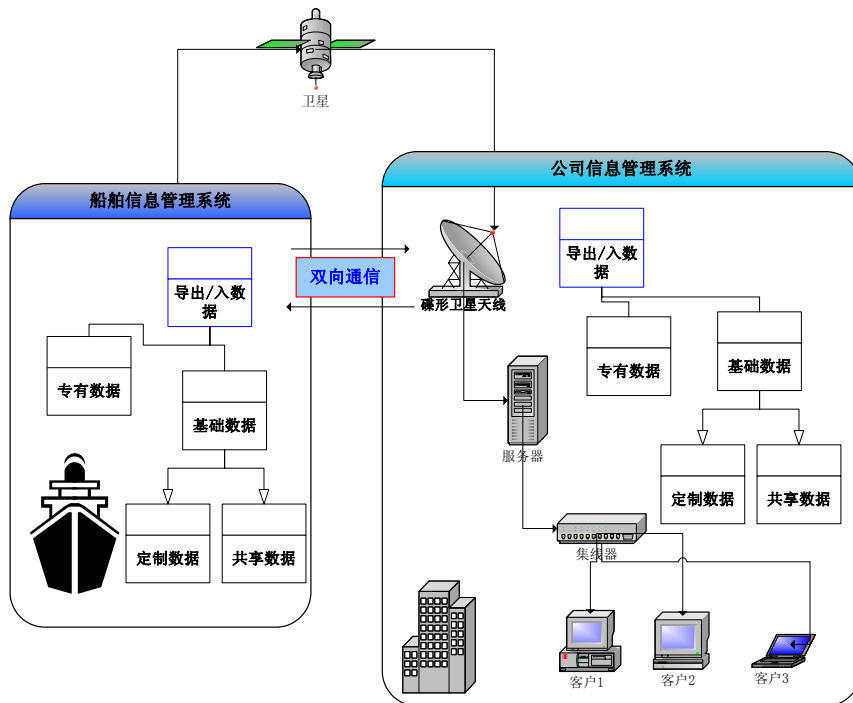 卫星
公司信息管理系统
船舶信息管理系统
导出/入数
据
双向通信
碟形卫星天线
导出/入数
据
专有数据
基础数据
专有数据
基础数据
服务器
定制数据
共享数据
定制数据
共享数据
集线器
客户1
客户2
客户3